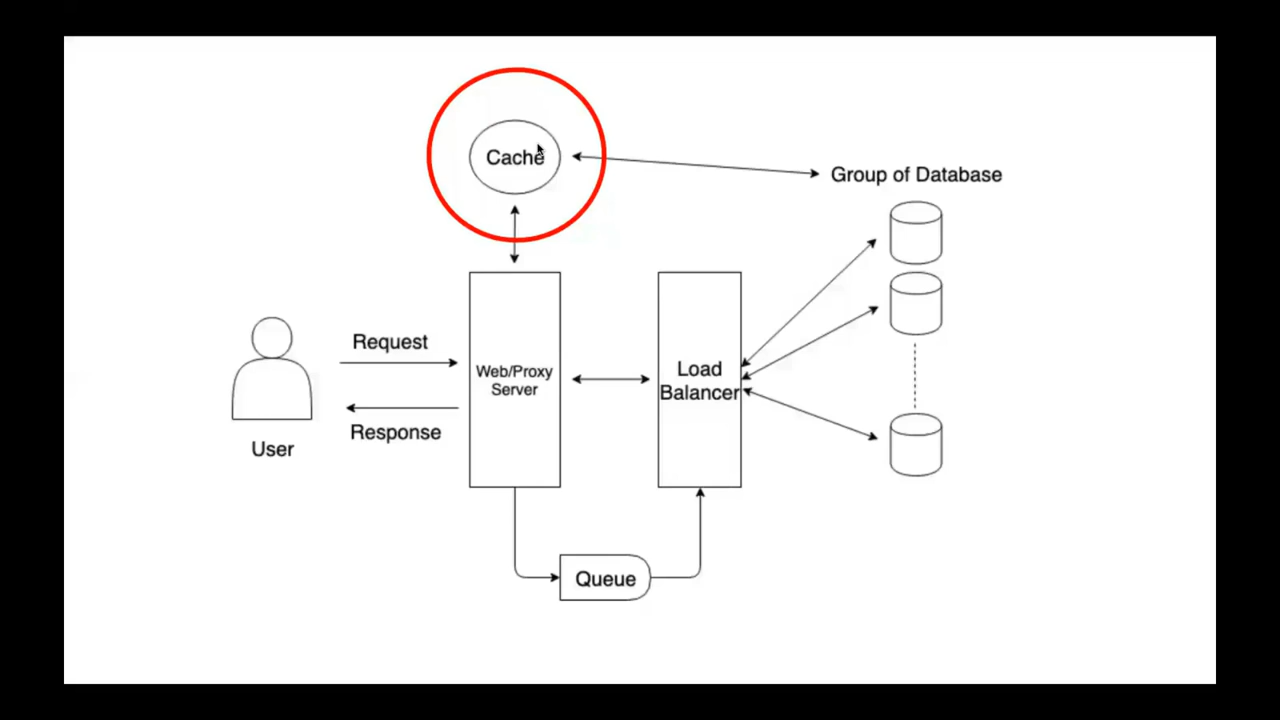 Cache
Group of Database
Request
Web/Proxy
Server
Load
Balancer
Response
User
Queue